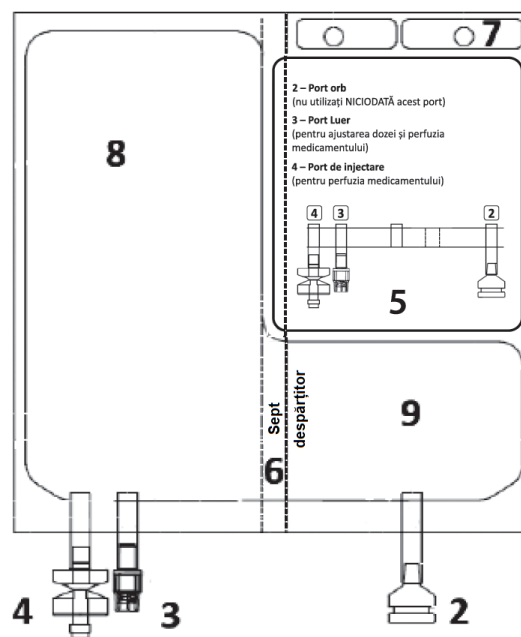 7
2 – Port orb
(nu utilizați NICIODATĂ acest port)
3 – Port Luer
(pentru ajustarea dozei și perfuzia
medicamentului)
4 – Port de injectare
(pentru perfuzia medicamentului)
4 3 2
5
8
9
Sept
despărțitor
6
4 3 2